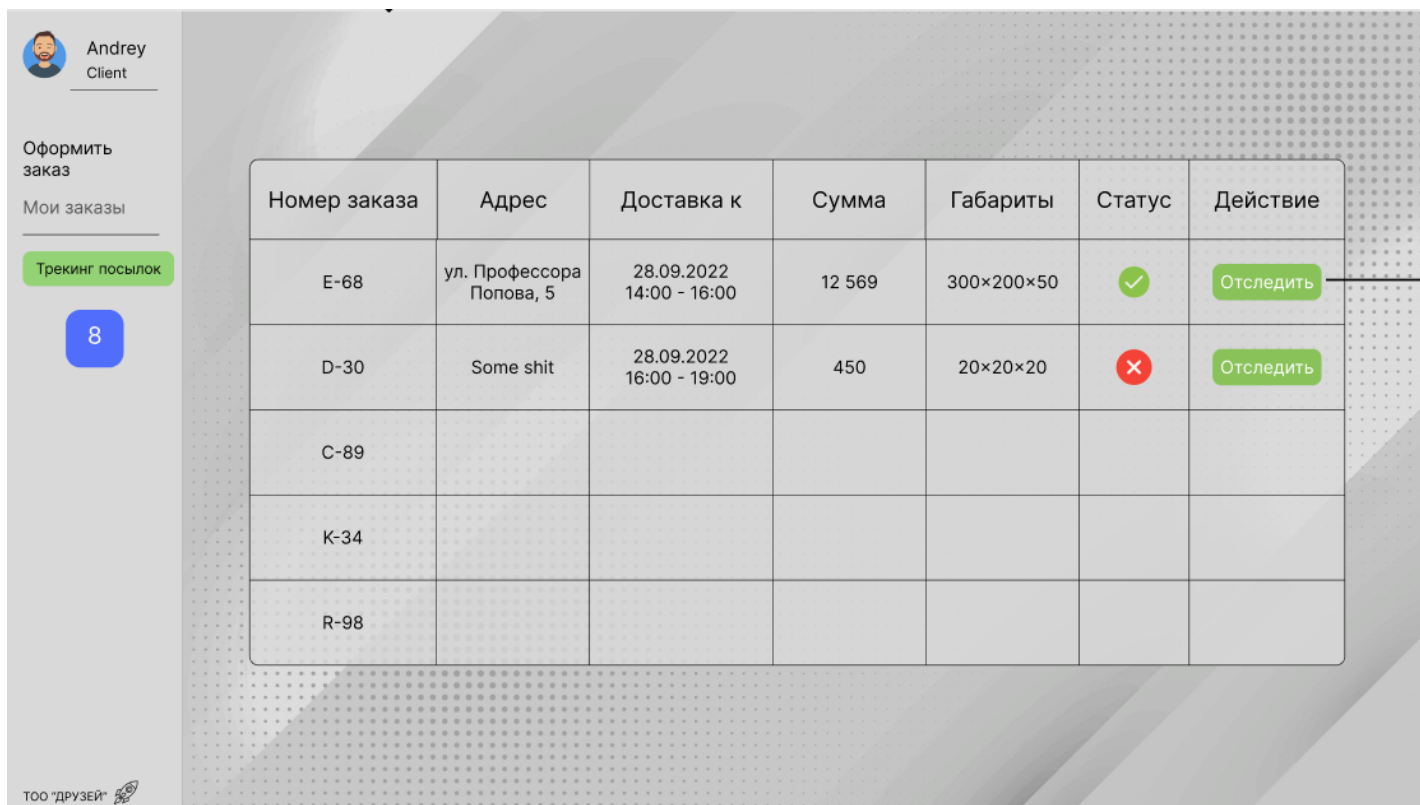 Andrey
Client
Оформить
заказ
Мои заказы
Трекинг посылок
8
Номер заказа Адрес Доставка к Сумма Габариты Статус Действие
E-68 ул. Профессора Попова, 5 28.09.2022 14:00 - 16:00 12 569 300×200×50 Отследить
D-30 Some shit 28.09.2022 16:00 - 19:00 450 20×20×20 Отследить
C-89
K-34
R-98
ТОО "ДРУЗЕЙ"